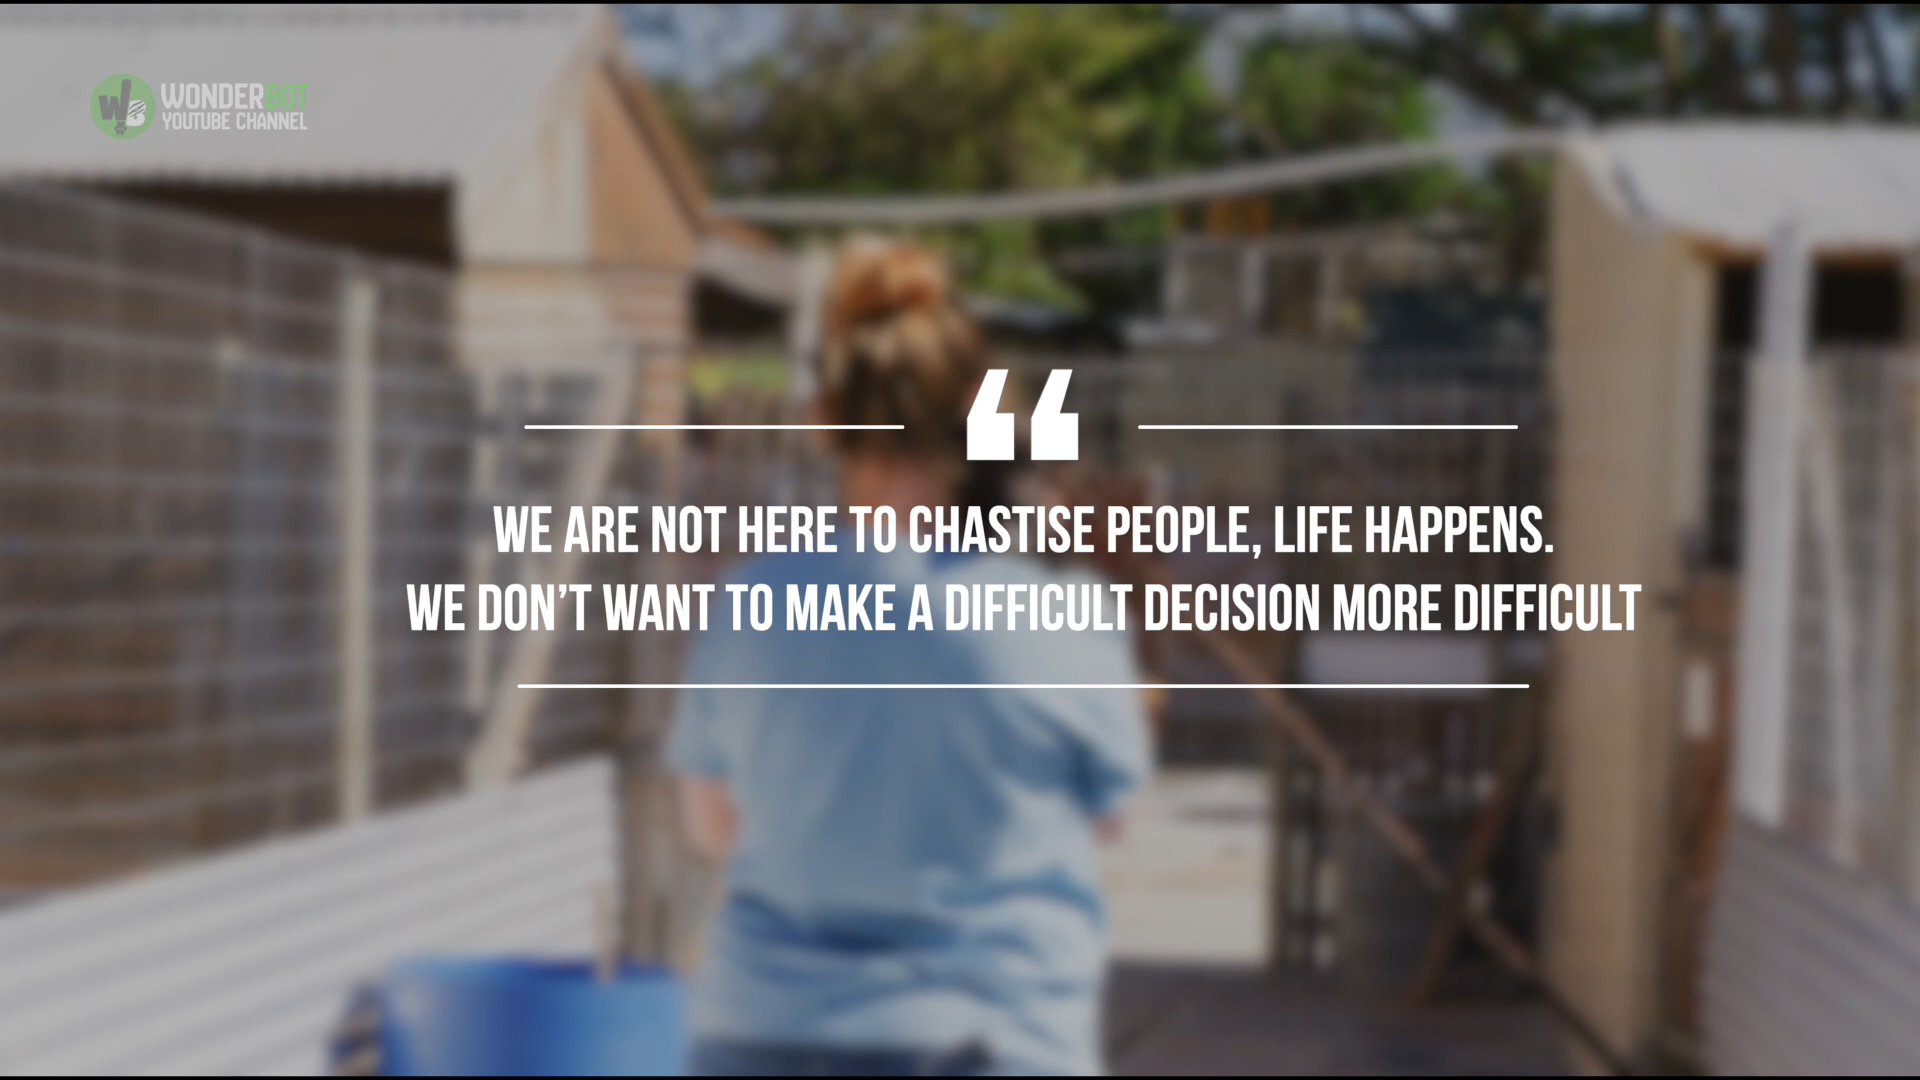 WONDERBOT
YOUTUBE CHANNEL
“
WE ARE NOT HERE TO CHASTISE PEOPLE, LIFE HAPPENS.
WE DON’T WANT TO MAKE A DIFFICULT DECISION MORE DIFFICULT